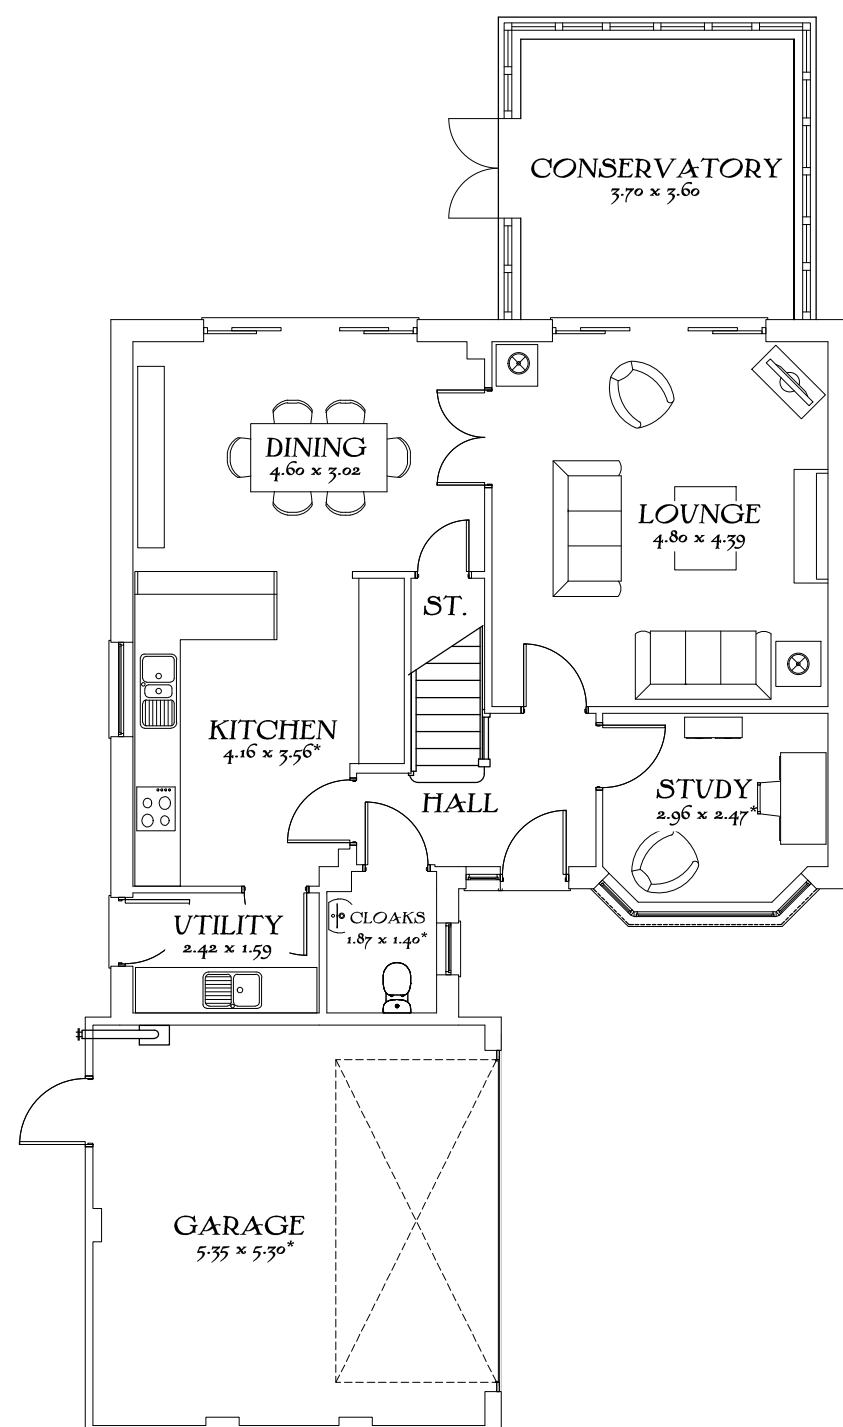 CONSERVATORY
3.70 x 3.60
DINING
4.60 x 3.02
LOUNGE
4.80 x 4.39
ST.
KITCHEN
4.16 x 3.56*
HALL
STUDY
2.96 x 2.47*
UTILITY
2.42 x 1.59
CLOAKS
1.87 x 1.40*
GARAGE
5.35 x 5.30*